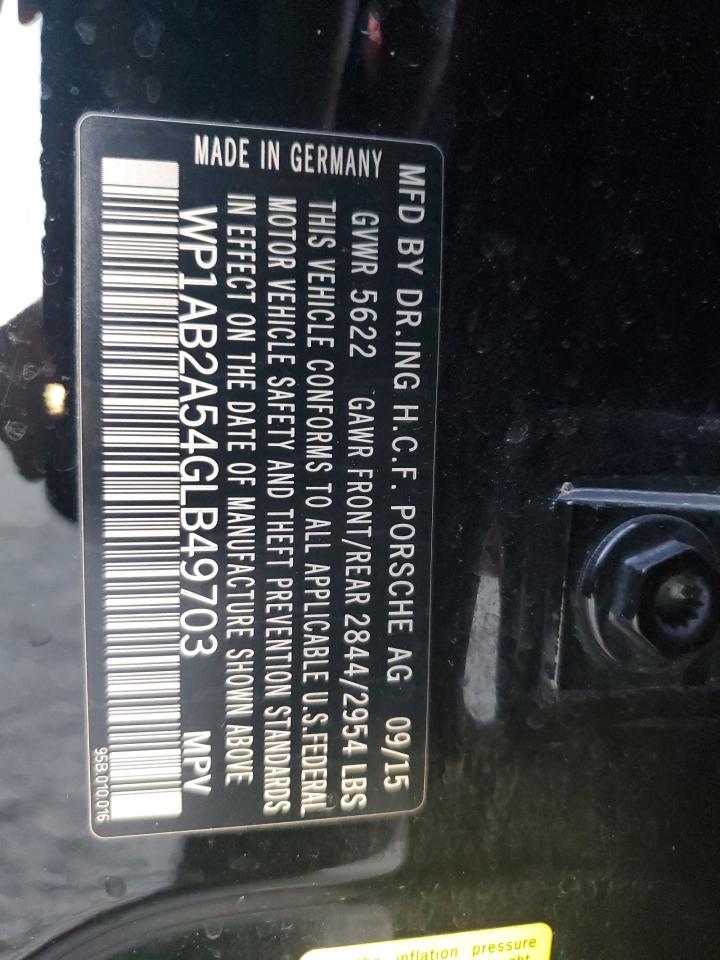 MFD BY DR.ING H.C.F. PORSCHE AG 09/15
MADE IN GERMANY
GVWR 5622 GAWR FRONT/REAR 2844/2954 LBS
THIS VEHICLE CONFORMS TO ALL APPLICABLE U.S.FEDERAL
MOTOR VEHICLE SAFETY AND THEFT PREVENTION STANDARDS
IN EFFECT ON THE DATE OF MANUFACTURE SHOWN ABOVE
WP1AB2A54GLB49703 MPV
95B.010.016
the inflation pressure